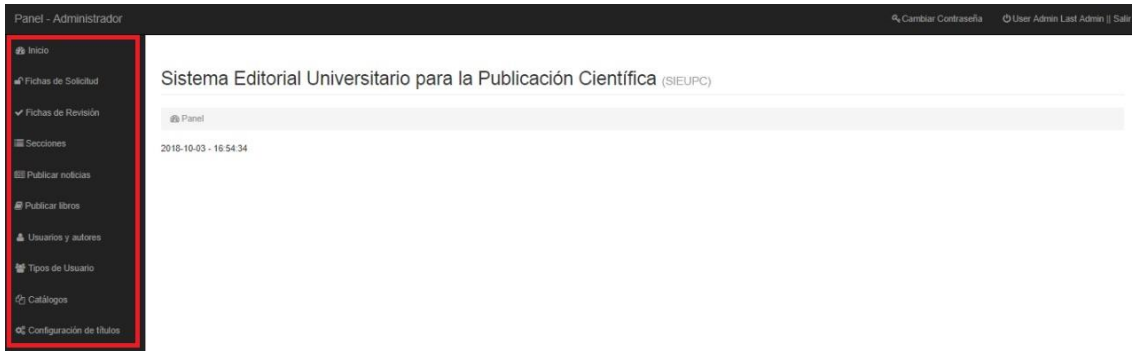 Panel - Administrador
Cambiar Contraseña
User Admin Last Admin || Salir
Inicio
Fichas de Solicitud
Fichas de Revisión
Secciones
Publicar noticias
Publicar libros
Usuarios y autores
Tipos de Usuario
Catálogos
Configuración de títulos
Sistema Editorial Universitario para la Publicación Científica (SIEUPC)
Panel
2018-10-03 - 16:54:34